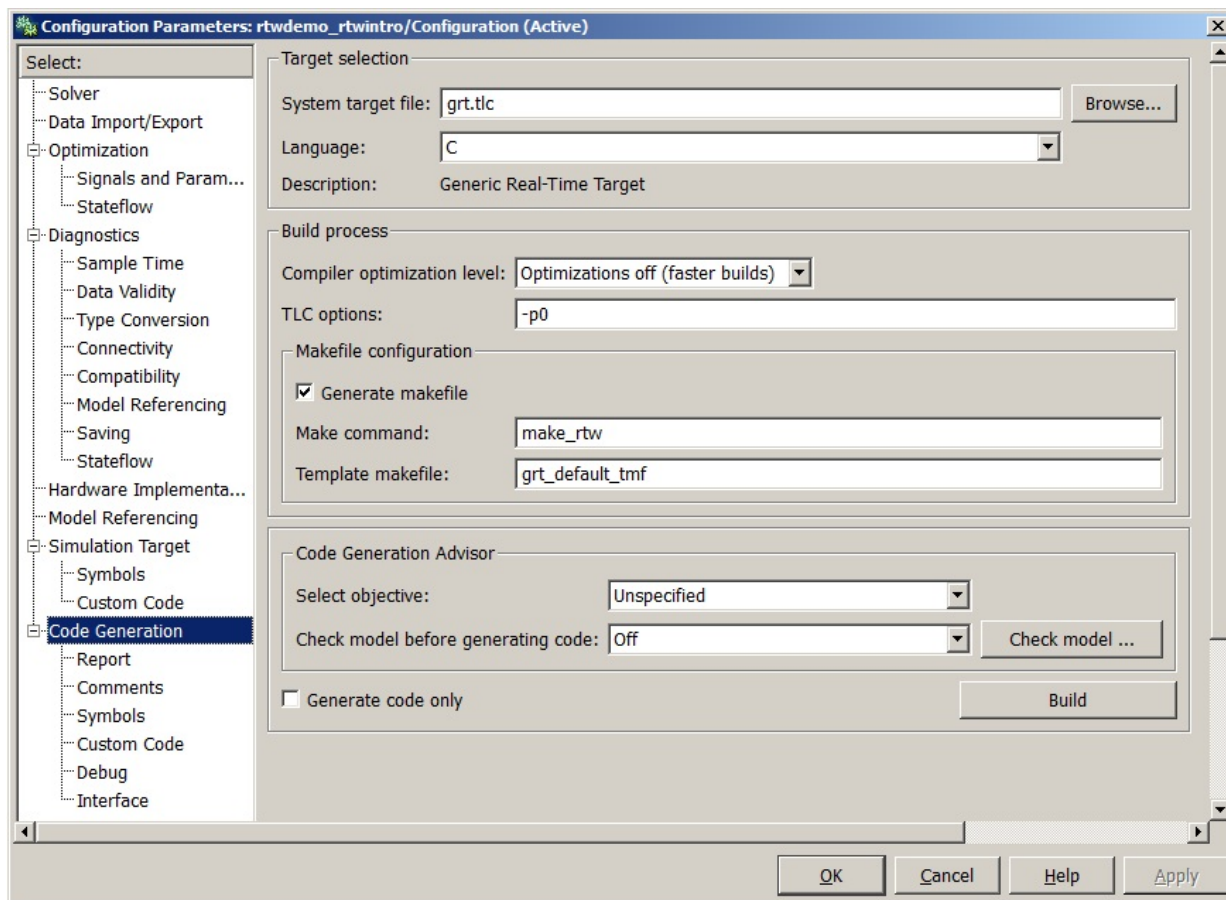 Configuration Parameters: rtwdemo_rtwintro/Configuration (Active)
Select:
Solver
Data Import/Export
Optimization
Signals and Param...
Stateflow
Diagnostics
Sample Time
Data Validity
Type Conversion
Connectivity
Compatibility
Model Referencing
Saving
Stateflow
Hardware Implementa...
Model Referencing
Simulation Target
Symbols
Custom Code
Code Generation
Report
Comments
Symbols
Custom Code
Debug
Interface
Target selection
System target file: grt.tlc Browse...
Language: C
Description: Generic Real-Time Target
Build process
Compiler optimization level: Optimizations off (faster builds)
TLC options: -p0
Makefile configuration
Generate makefile
Make command: make_rtw
Template makefile: grt_default_tmf
Code Generation Advisor
Select objective: Unspecified
Check model before generating code: Off Check model ...
Generate code only Build
OK Cancel Help Apply